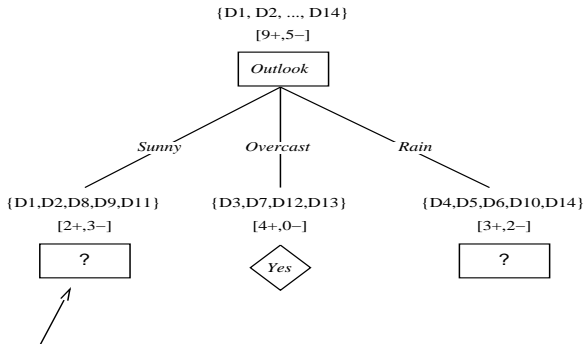 {D1, D2, ..., D14}
[9+,5−]
Outlook
Sunny Overcast Rain
{D1,D2,D8,D9,D11} {D3,D7,D12,D13} {D4,D5,D6,D10,D14}
[2+,3−] [4+,0−] [3+,2−]
? Yes ?